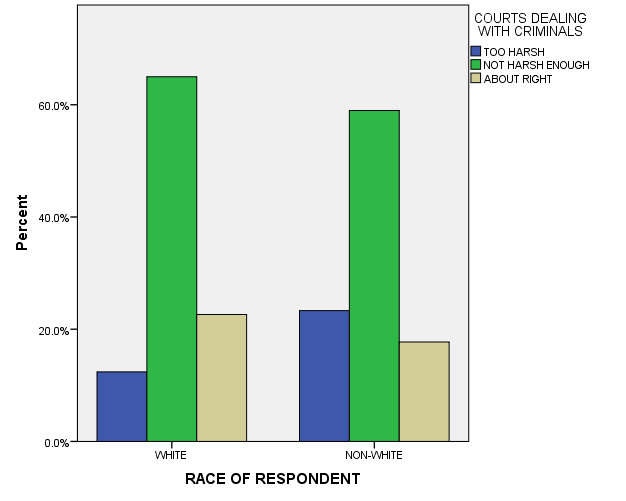 COURTS DEALING
WITH CRIMINALS
TOO HARSH
NOT HARSH ENOUGH
ABOUT RIGHT
60.0%
40.0%
20.0%
0.0%
Percent
WHITE
NON-WHITE
RACE OF RESPONDENT